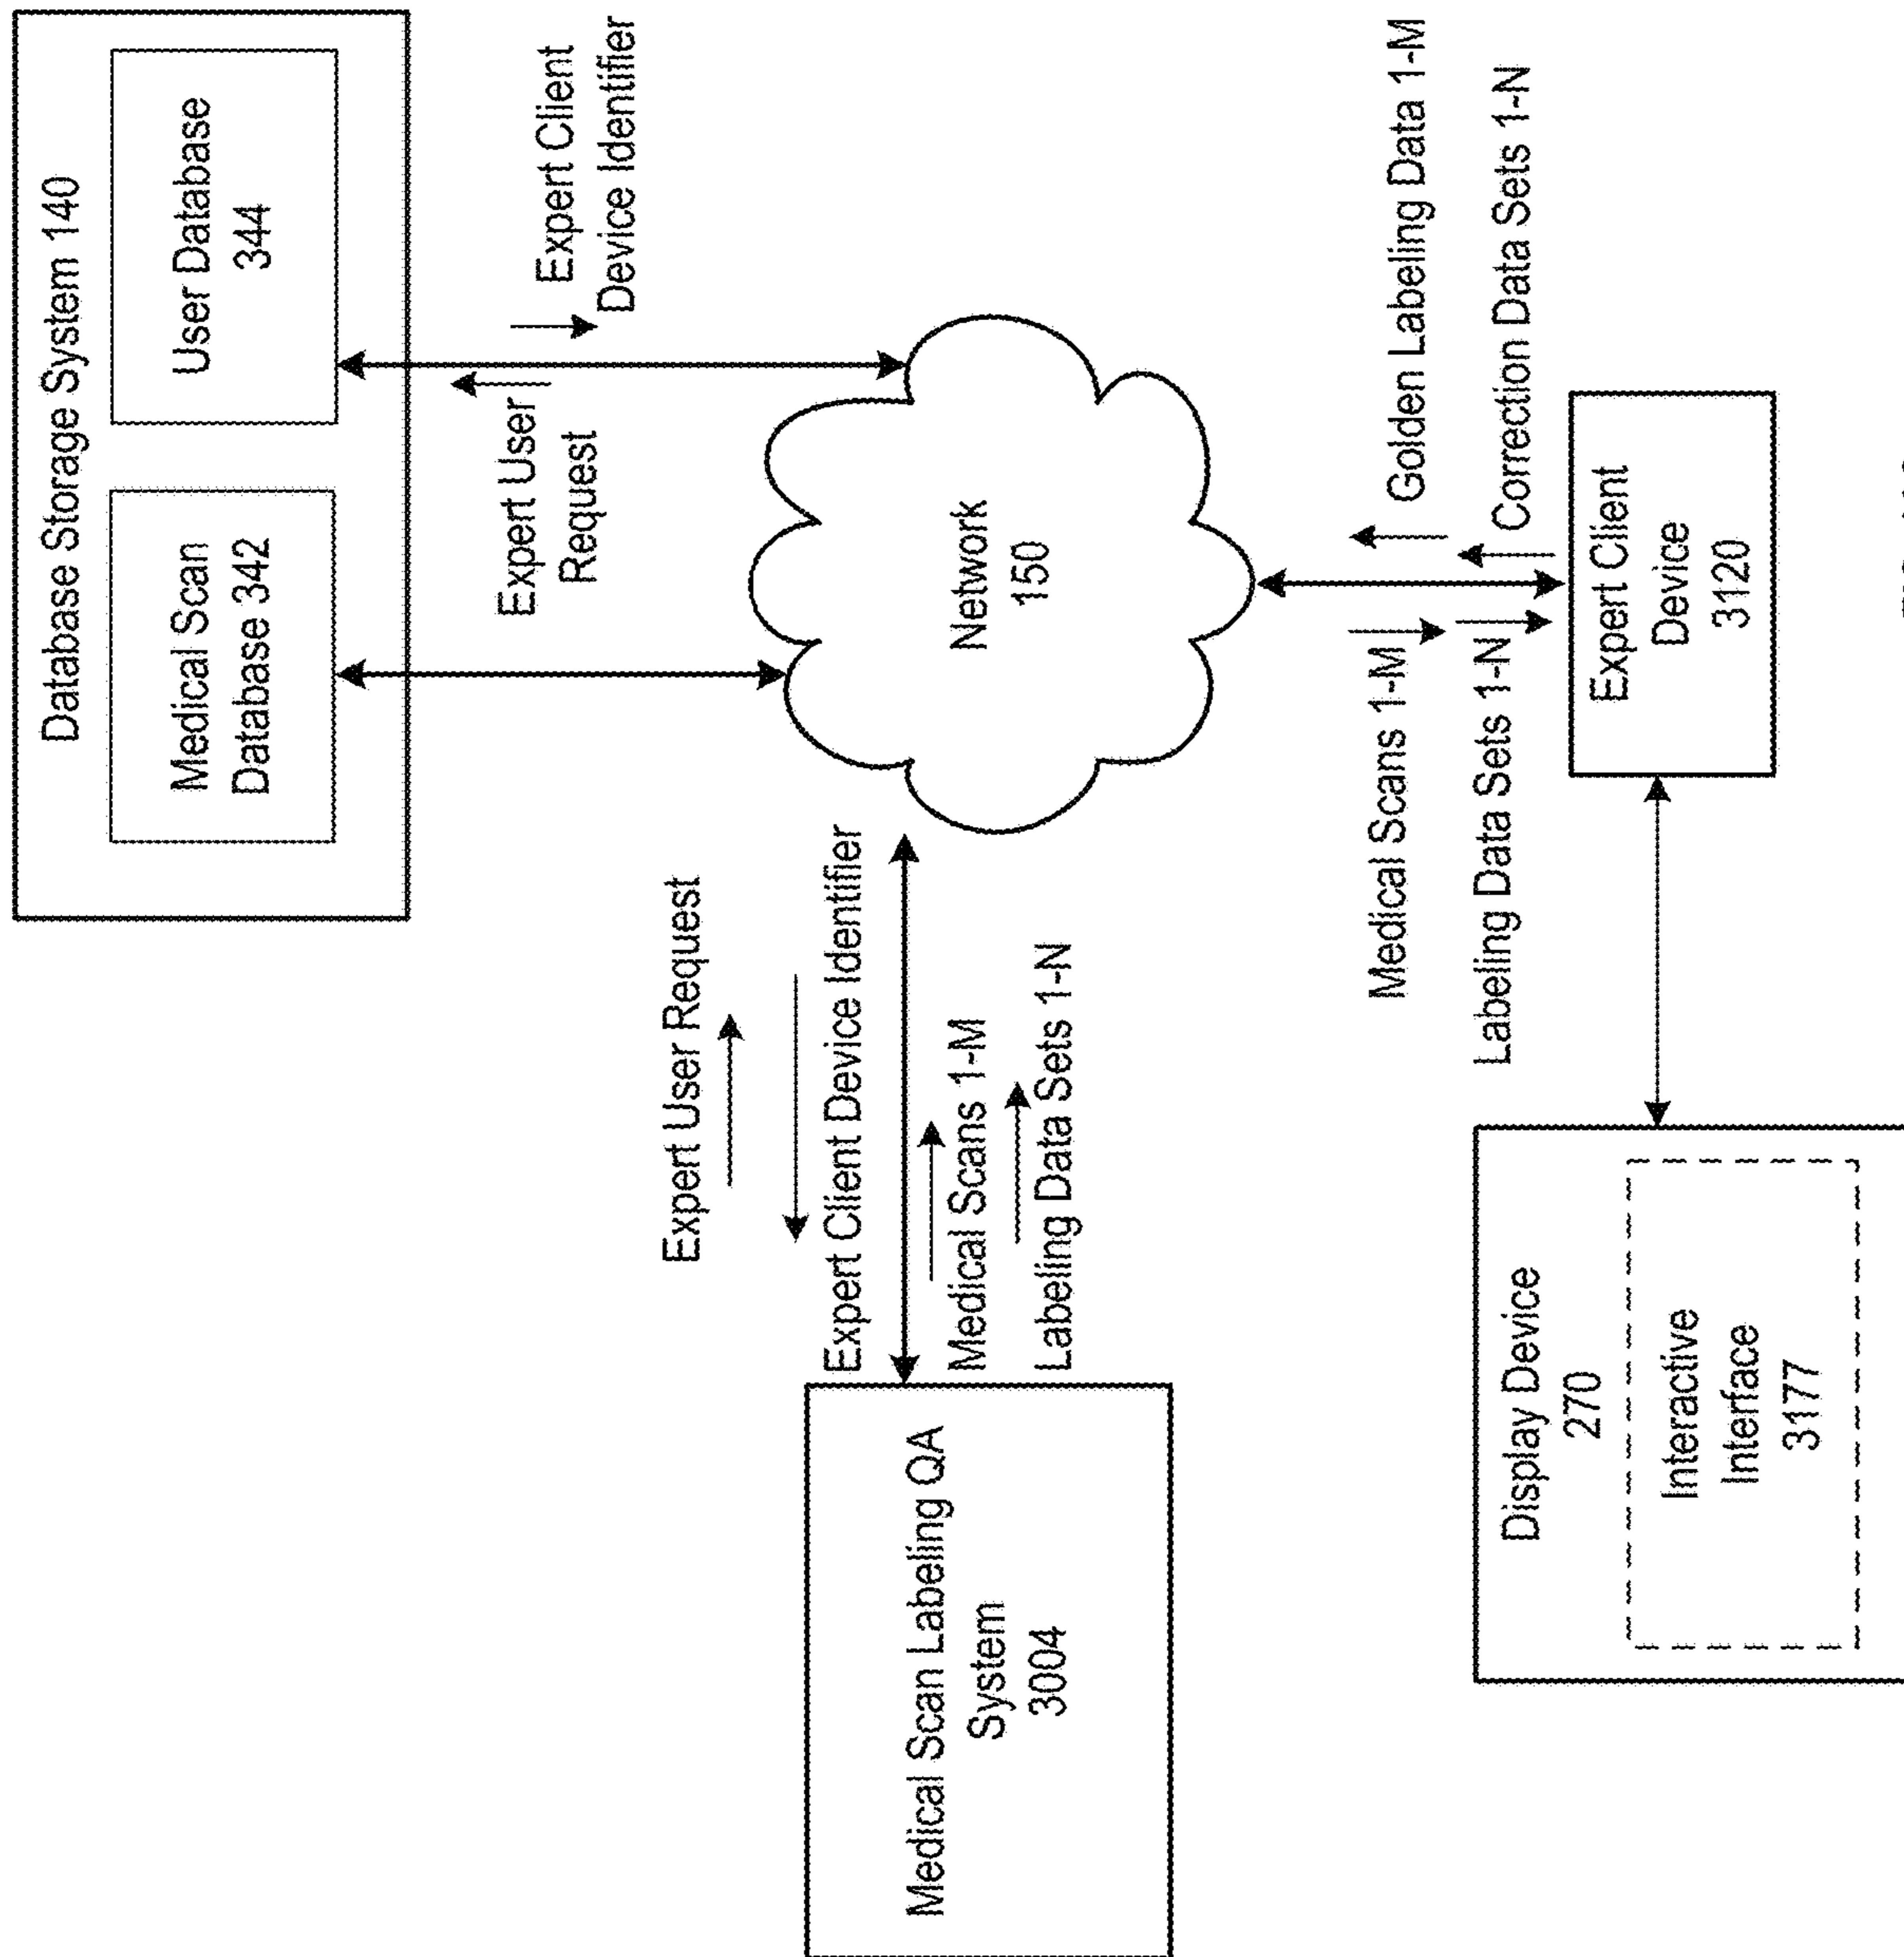 Database Storage System 140
Medical Scan
Database 342
User Database
344
Expert User
Request
Expert Client
Device Identifier
Expert User Request
Expert Client Device Identifier
Medical Scans 1-M
Labeling Data Sets 1-N
Medical Scan Labeling QA
System
3004
Network
150
Medical Scans 1-M
Labeling Data Sets 1-N
Golden Labeling Data 1-M
Correction Data Sets 1-N
Display Device
270
Interactive
Interface
3177
Expert Client
Device
3120